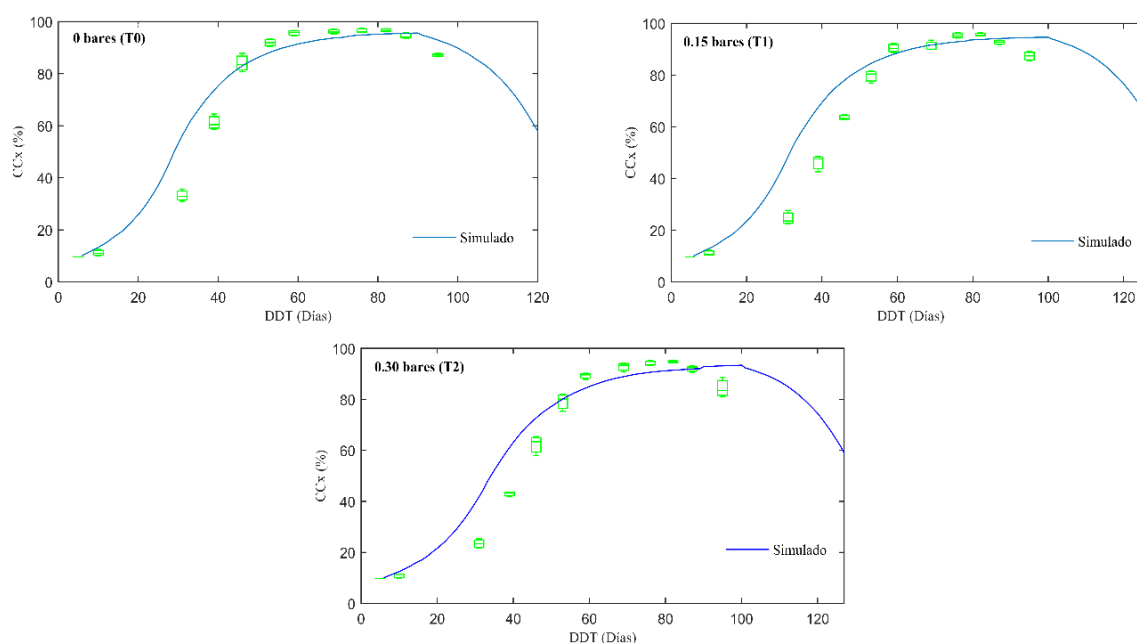 0 bares (T0)
CCx (%)
100
80
60
40
20
0
Simulado
0 20 40 60 80 100 120
DDT (Días)
0.15 bares (T1)
CCx (%)
100
80
60
40
20
0
Simulado
0 20 40 60 80 100 120
DDT (Días)
0.30 bares (T2)
CCx (%)
100
80
60
40
20
0
Simulado
0 20 40 60 80 100 120
DDT (Días)